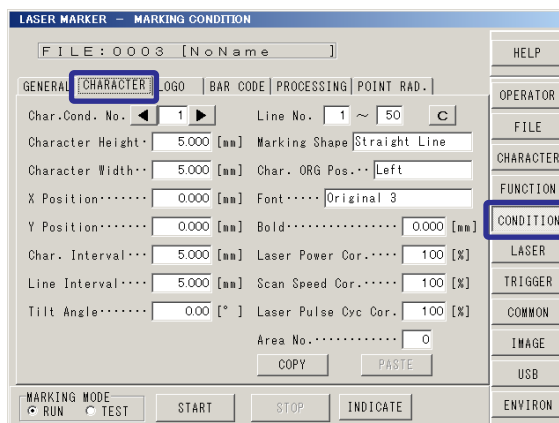 LASER MARKER － MARKING CONDITION
FILE:0003 [NoName ]
GENERAL CHARACTER LOGO BAR CODE PROCESSING POINT RAD.
Char.Cond. No. ◀ 1 ▶ Line No. 1 ～ 50 C
Character Height· 5.000 [mm] Marking Shape Straight Line
Character Width·· 5.000 [mm] Char. ORG Pos.·· Left
X Position······· 0.000 [mm] Font····· Original 3
Y Position······· 0.000 [mm] Bold················ 0.000 [mm]
Char. Interval··· 5.000 [mm] Laser Power Cor.···· 100 [%]
Line Interval···· 5.000 [mm] Scan Speed Cor.····· 100 [%]
Tilt Angle······· 0.00 [° ] Laser Pulse Cyc Cor. 100 [%]
Area No.············ 0
COPY PASTE
MARKING MODE
RUN TEST START STOP INDICATE
HELP
OPERATOR
FILE
CHARACTER
FUNCTION
CONDITION
LASER
TRIGGER
COMMON
IMAGE
USB
ENVIRON